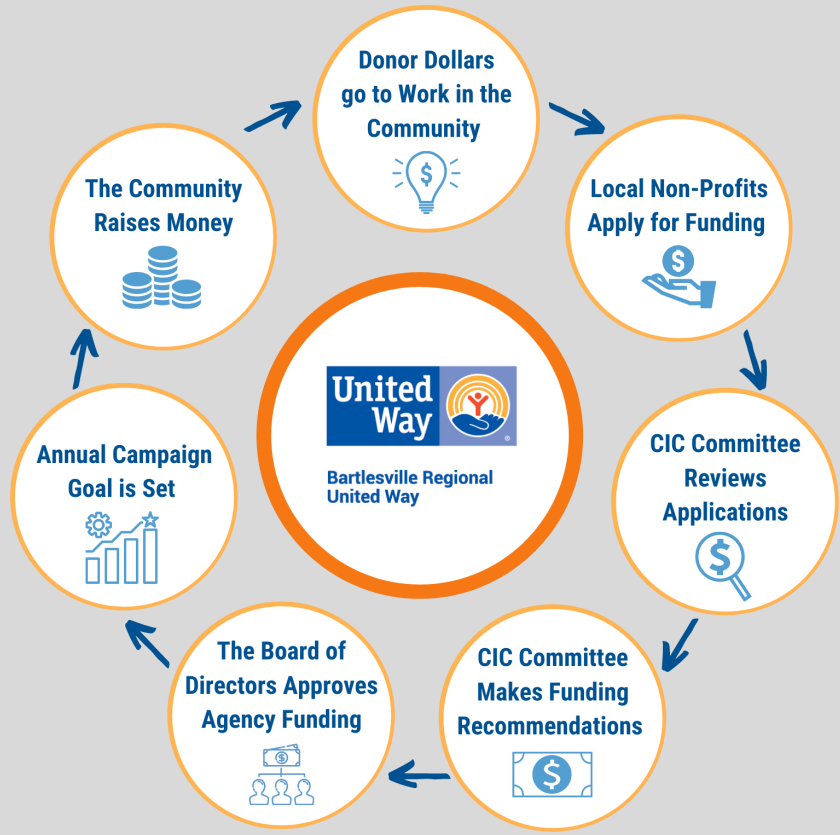 Donor Dollars
go to Work in the
Community
$
Local Non-Profits
Apply for Funding
$
CIC Committee
Reviews
Applications
$
CIC Committee
Makes Funding
Recommendations
$
The Board of
Directors Approves
Agency Funding
$
Annual Campaign
Goal is Set
The Community
Raises Money
United
Way
®
Bartlesville Regional
United Way